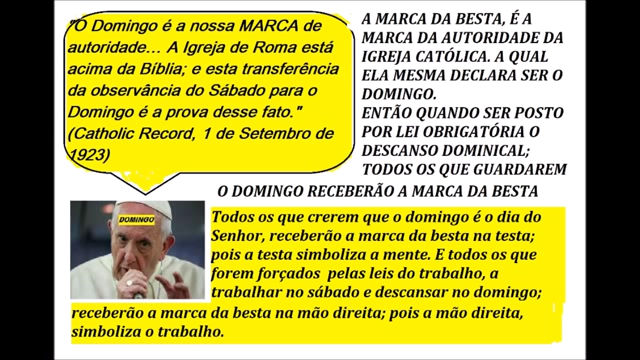 "O Domingo é a nossa MARCA de
autoridade... A Igreja de Roma está
acima da Bíblia; e esta transferência
da observância do Sábado para o
Domingo é a prova desse fato."
(Catholic Record, 1 de Setembro de
1923)
A MARCA DA BESTA, É A
MARCA DA AUTORIDADE DA
IGREJA CATÓLICA. A QUAL
ELA MESMA DECLARA SER O
DOMINGO.
ENTÃO QUANDO SER POSTO
POR LEI OBRIGATÓRIA O
DESCANSO DOMINICAL;
TODOS OS QUE GUARDAREM
O DOMINGO RECEBERÃO A MARCA DA BESTA
DOMINGO
Todos os que crerem que o domingo é o dia do
Senhor, receberão a marca da besta na testa;
pois a testa simboliza a mente. E todos os que
forem forçados pelas leis do trabalho, a
trabalhar no sábado e descansar no domingo;
receberão a marca da besta na mão direita; pois a mão direita,
simboliza o trabalho.